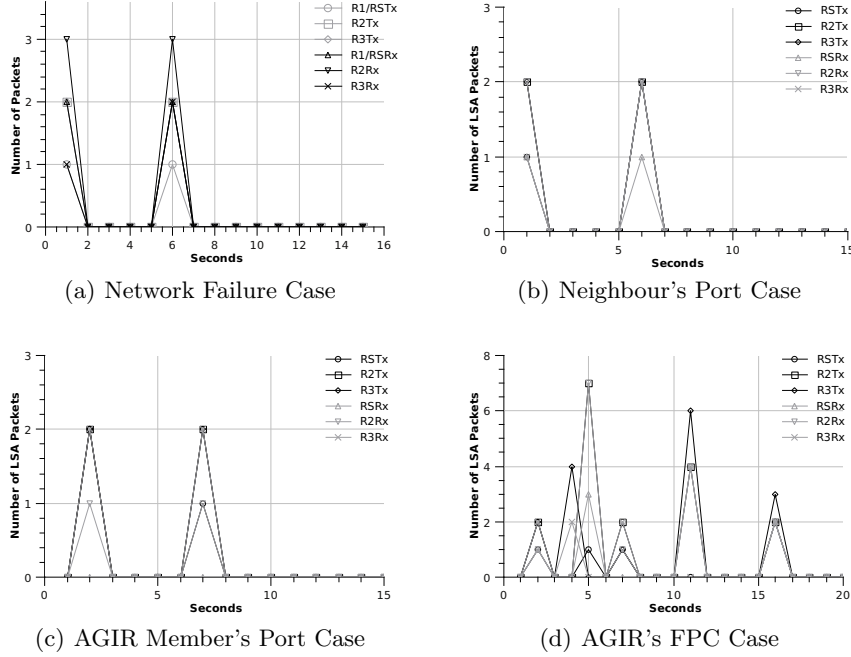 Number of Packets
3
2
1
0
0 2 4 6 8 10 12 14 16
Seconds
R1/RSTx
R2Tx
R3Tx
R1/RSRx
R2Rx
R3Rx
(a) Network Failure Case
Number of LSA Packets
3
2
1
0
0 5 10 15
Seconds
RSTx
R2Tx
R3Tx
RSRx
R2Rx
R3Rx
(b) Neighbour's Port Case
Number of LSA Packets
3
2
1
0
0 5 10 15
Seconds
RSTx
R2Tx
R3Tx
RSRx
R2Rx
R3Rx
(c) AGIR Member's Port Case
Number of LSA Packets
8
6
4
2
0
0 5 10 15 20
Seconds
RSTx
R2Tx
R3Tx
RSRx
R2Rx
R3Rx
(d) AGIR's FPC Case